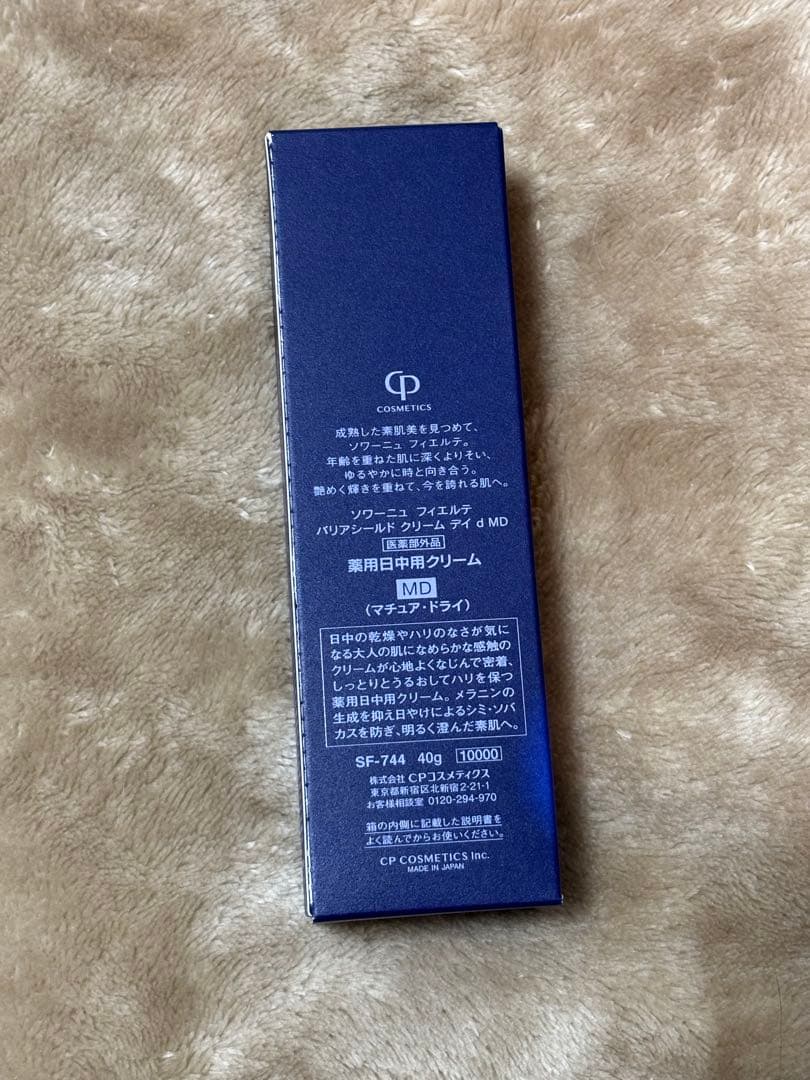 CP
COSMETICS
成熟した素肌美を見つめて、
ソワーニュ フィエルテ。
年齢を重ねた肌に深くよりそい、
ゆるやかに時と向き合う。
艶めく輝きを重ねて、今を誇れる肌へ。
ソワーニュ フィエルテ
バリアシールド クリーム デイ d MD
医薬部外品
薬用日中用クリーム
MD
(マチュア・ドライ)
日中の乾燥やハリのなさが気に
なる大人の肌になめらかな感触の
クリームが心地よくなじんで密着、
しっとりとうるおしてハリを保つ
薬用日中用クリーム。メラニンの
生成を抑え日やけによるシミ・ソバ
カスを防ぎ、明るく澄んだ素肌へ。
SF-744 40g 10000
株式会社 CPコスメティクス
東京都新宿区北新宿2-21-1
お客様相談室 0120-294-970
箱の内側に記載した説明書を
よく読んでからお使いください。
CP COSMETICS Inc.
MADE IN JAPAN